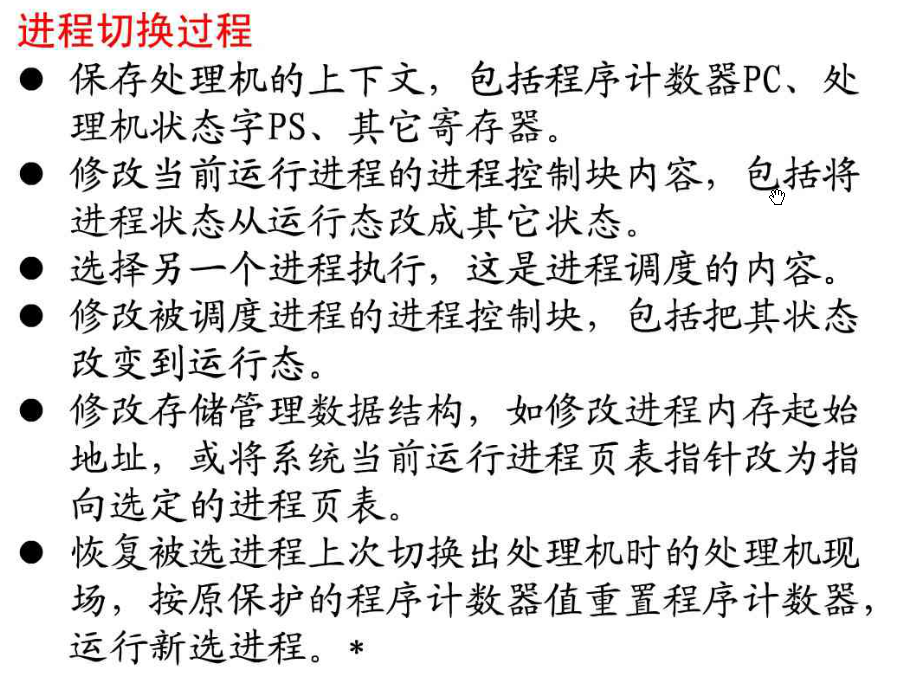 进程切换过程
● 保存处理机的上下文，包括程序计数器PC、处
理机状态字PS、其它寄存器。
● 修改当前运行进程的进程控制块内容，包括将
进程状态从运行态改成其它状态。
● 选择另一个进程执行，这是进程调度的内容。
● 修改被调度进程的进程控制块，包括把其状态
改变到运行态。
● 修改存储管理数据结构，如修改进程内存起始
地址，或将系统当前运行进程页表指针改为指
向选定的进程页表。
● 恢复被选进程上次切换出处理机时的处理机现
场，按原保护的程序计数器值重置程序计数器，
运行新选进程。*